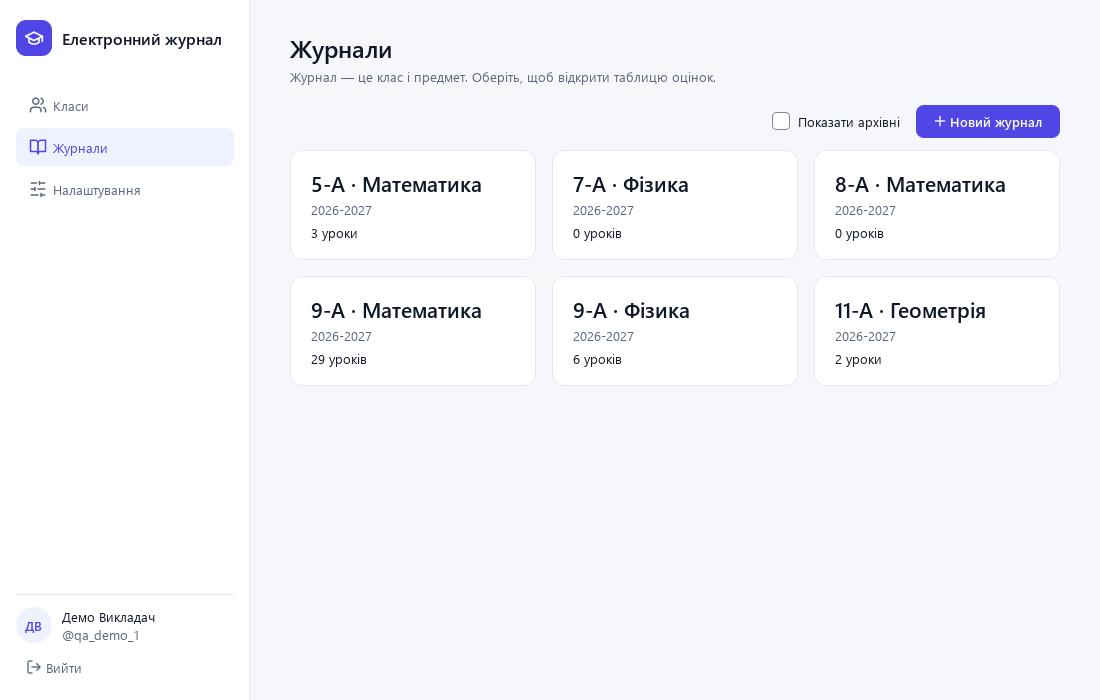 Електронний журнал
Класи
Журнали
Налаштування
Демо Викладач
ДВ
@qa_demo_1
Вийти
Журнали
Журнал — це клас і предмет. Оберіть, щоб відкрити таблицю оцінок.
Показати архівні
+ Новий журнал
5-А · Математика
2026-2027
3 уроки
7-А · Фізика
2026-2027
0 уроків
8-А · Математика
2026-2027
0 уроків
9-А · Математика
2026-2027
29 уроків
9-А · Фізика
2026-2027
6 уроків
11-А · Геометрія
2026-2027
2 уроки